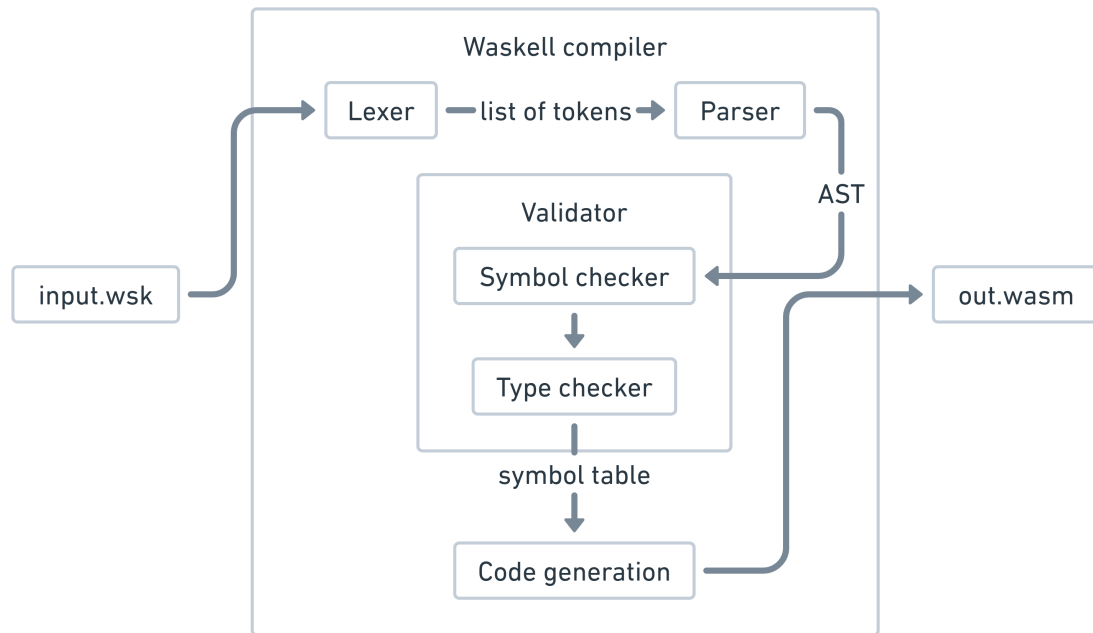 Waskell compiler
Lexer
list of tokens
Parser
AST
Validator
Symbol checker
input.wsk
out.wasm
Type checker
symbol table
Code generation